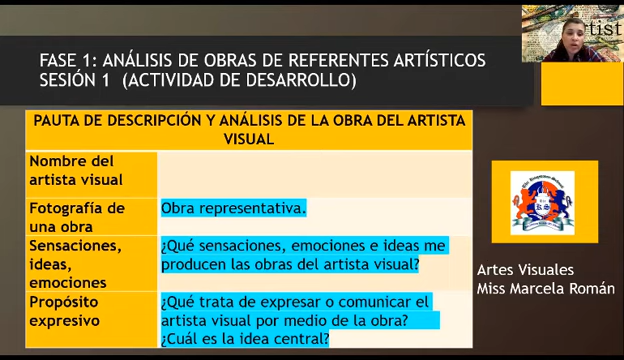 tist
FASE 1: ANÁLISIS DE OBRAS DE REFERENTES ARTÍSTICOS
SESIÓN 1 (ACTIVIDAD DE DESARROLLO)
PAUTA DE DESCRIPCIÓN Y ANÁLISIS DE LA OBRA DEL ARTISTA
VISUAL
Nombre del
artista visual
Fotografía de
una obra
Obra representativa.
Sensaciones,
ideas,
emociones
¿Qué sensaciones, emociones e ideas me
producen las obras del artista visual?
Propósito
expresivo
¿Qué trata de expresar o comunicar el
artista visual por medio de la obra?
¿Cuál es la idea central?
Artes Visuales
Miss Marcela Román